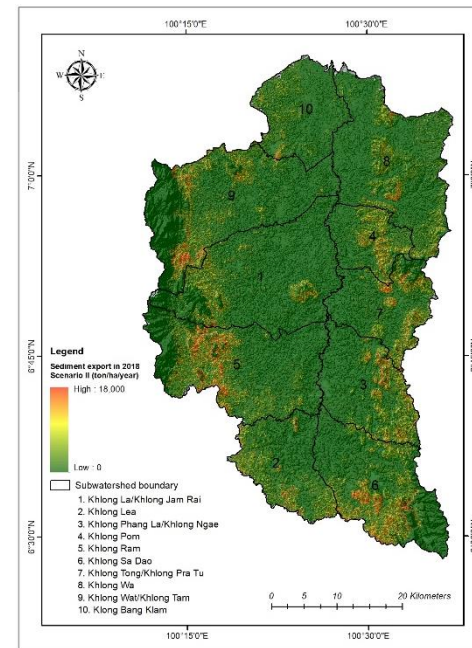 100°15'0"E 100°30'0"E
N
W E
S
10
8
7°0'0"N
9
4
1
7
6°45'0"N
Legend
Sediment export in 2018
Scenario II (ton/ha/year)
High : 18.000
Low : 0
5
3
2
6
Subwatershed boundary
1. Khlong La/Khlong Jam Rai
2. Khlong Lea
3. Khlong Phang La/Khlong Ngae
4. Khlong Pom
5. Khlong Ram
6. Khlong Sa Dao
7. Khlong Tong/Khlong Pra Tu
8. Khlong Wa
9. Khlong Wat/Khlong Tam
10. Klong Bang Klam
6°30'0"N
0 5 10 20 Kilometers
100°15'0"E 100°30'0"E